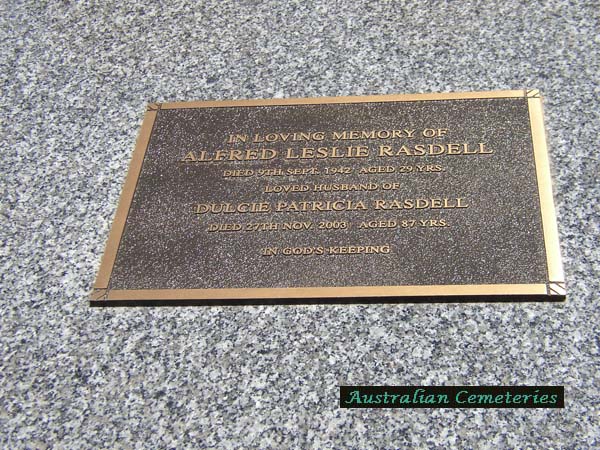 IN LOVING MEMORY OF
ALFRED LESLIE RASDELL
DIED 9TH SEPT. 1942 AGED 29 YRS.
LOVED HUSBAND OF
DULCIE PATRICIA RASDELL
DIED 27TH NOV. 2003 AGED 87 YRS.
IN GOD'S KEEPING
Australian Cemeteries